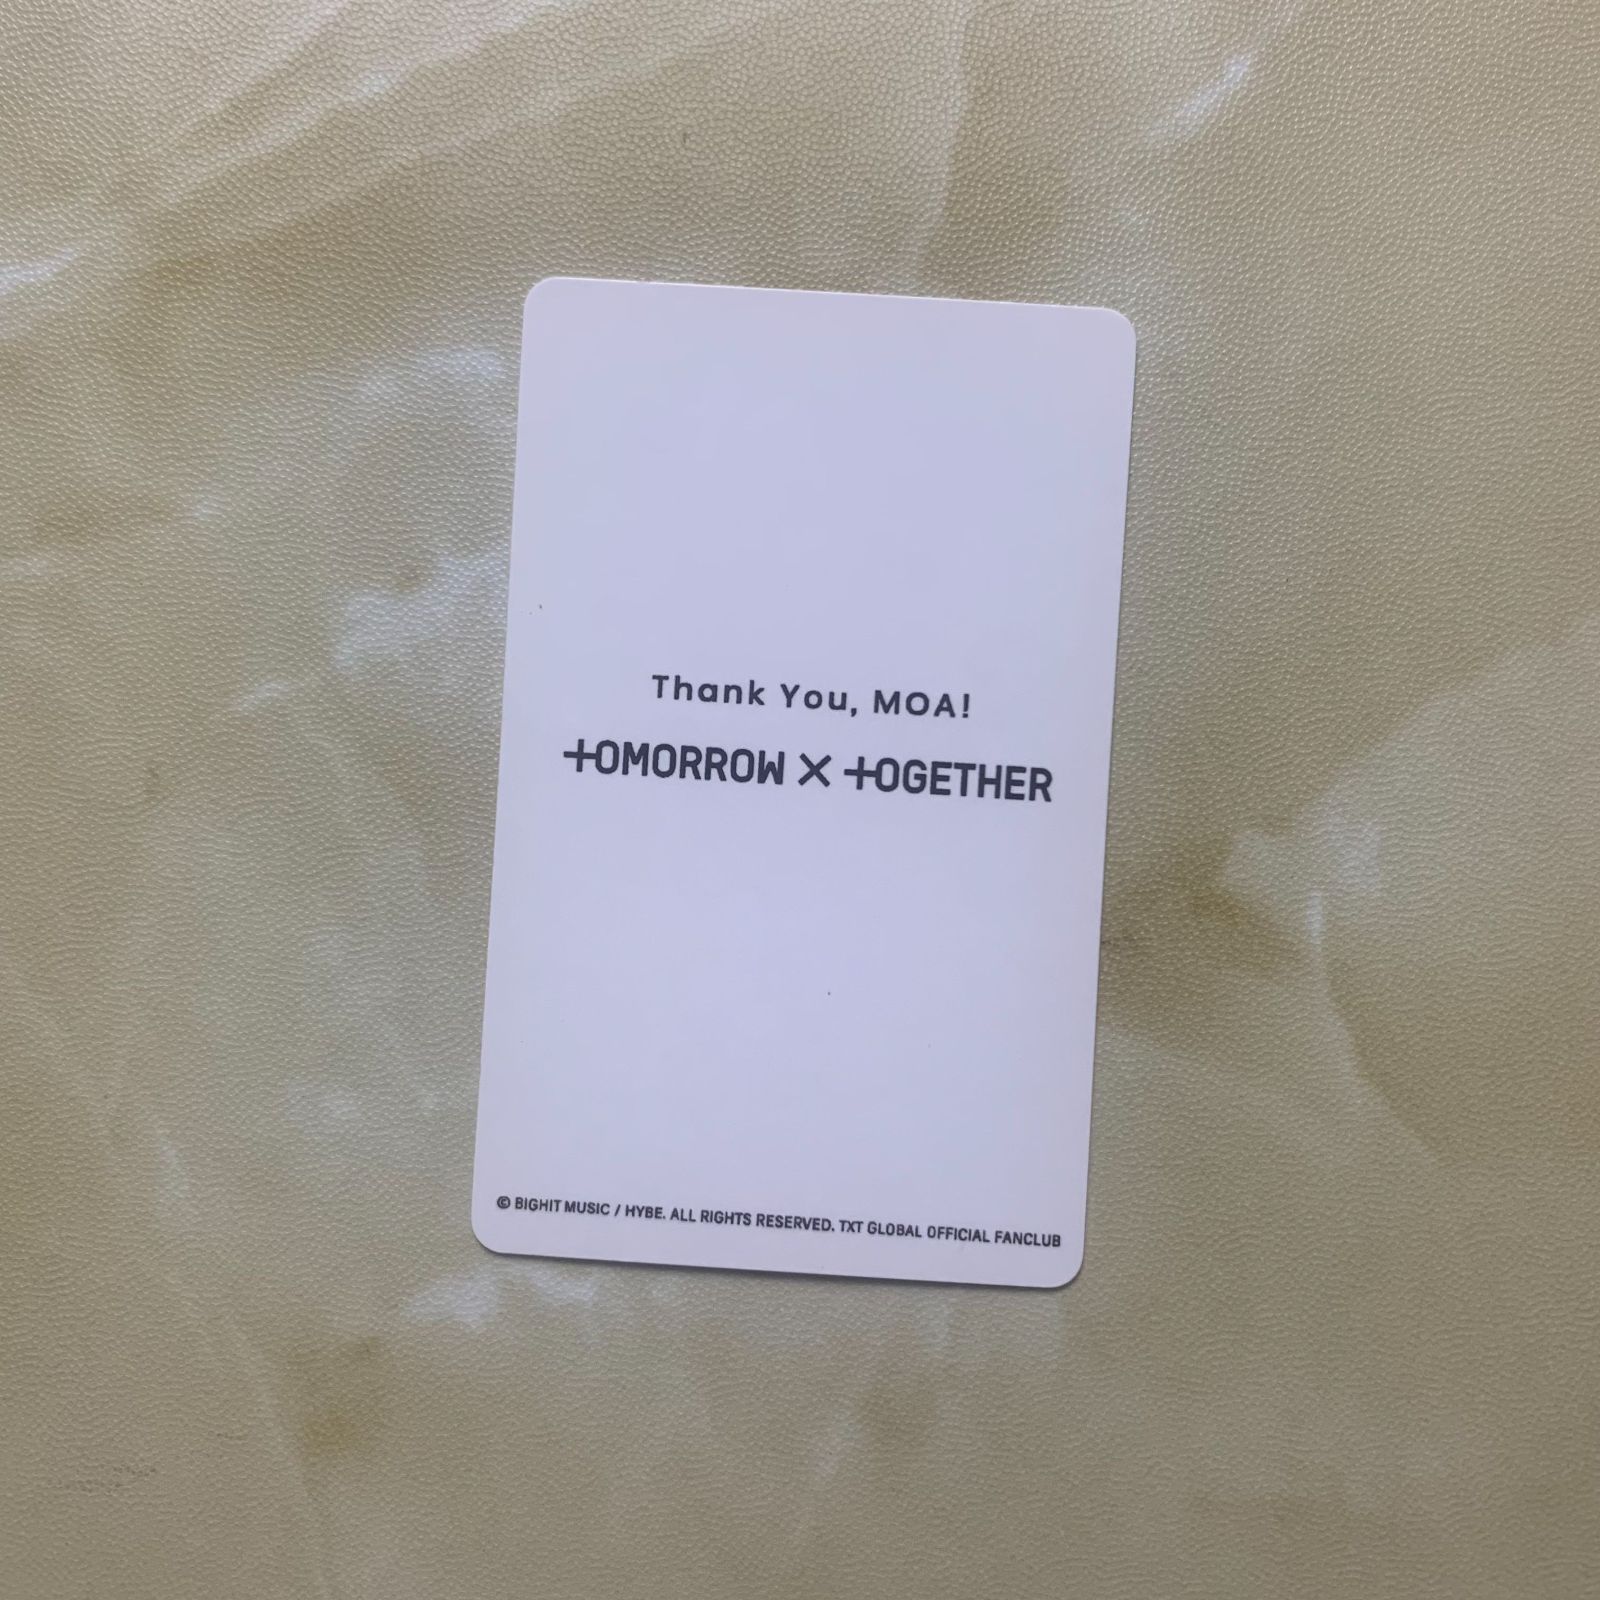 Thank You, MOA!
TOMORROW X TOGETHER
© BIGHIT MUSIC / HYBE. ALL RIGHTS RESERVED. TXT GLOBAL OFFICIAL FANCLUB